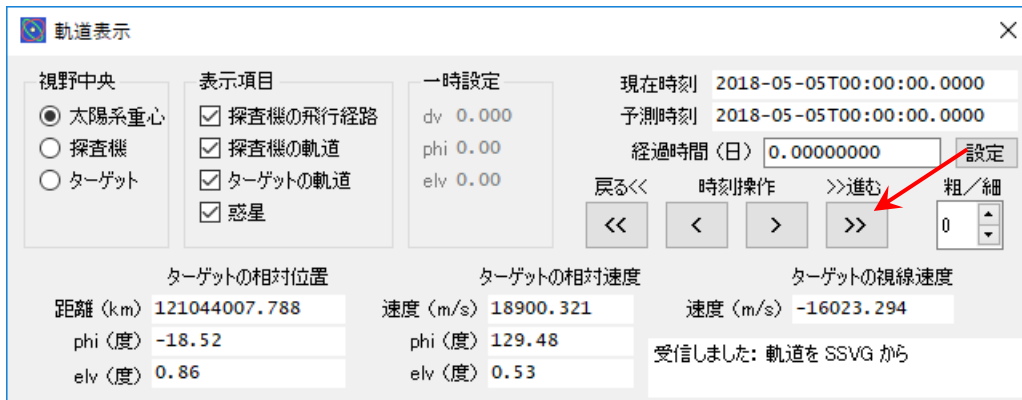 軌道表示
視野中央
太陽系重心
探査機
ターゲット
表示項目
探査機の飛行経路
探査機の軌道
ターゲットの軌道
惑星
一時設定
dv 0.000
phi 0.00
elv 0.00
現在時刻 2018-05-05T00:00:00.0000
予測時刻 2018-05-05T00:00:00.0000
経過時間（日） 0.00000000 設定
戻る<< 時刻操作 >>進む 粗／細
<< < > >> 0
ターゲットの相対位置
距離（km） 121044007.788
phi（度） -18.52
elv（度） 0.86
ターゲットの相対速度
速度（m/s） 18900.321
phi（度） 129.48
elv（度） 0.53
ターゲットの視線速度
速度（m/s） -16023.294
受信しました: 軌道を SSVG から